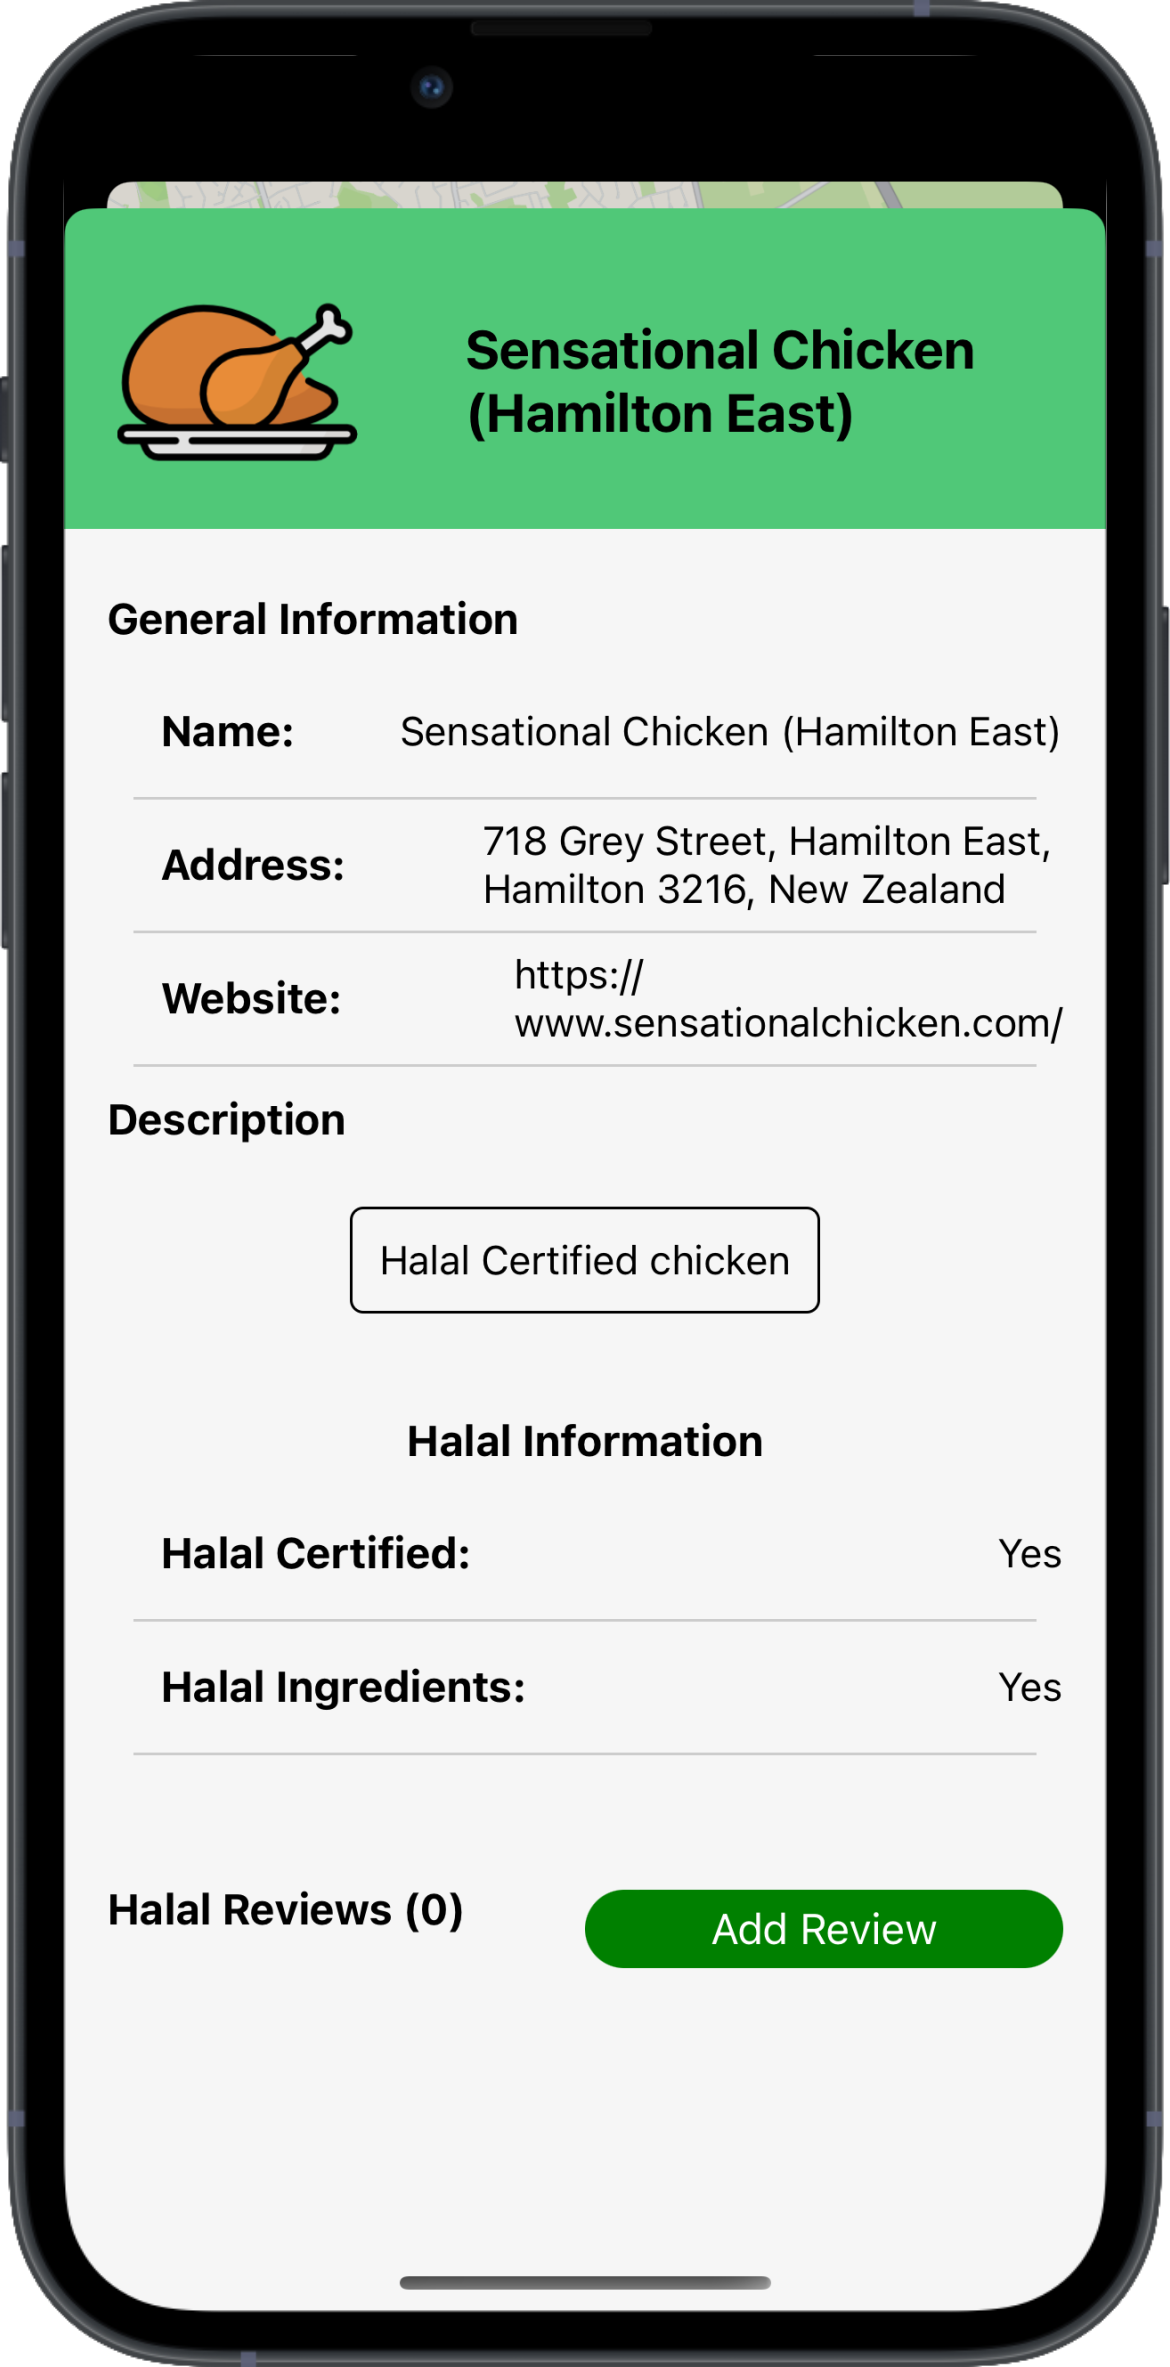 Sensational Chicken
(Hamilton East)
General Information
Name: Sensational Chicken (Hamilton East)
Address: 718 Grey Street, Hamilton East,
Hamilton 3216, New Zealand
Website: https://
www.sensationalchicken.com/
Description
Halal Certified chicken
Halal Information
Halal Certified: Yes
Halal Ingredients: Yes
Halal Reviews (0)
Add Review